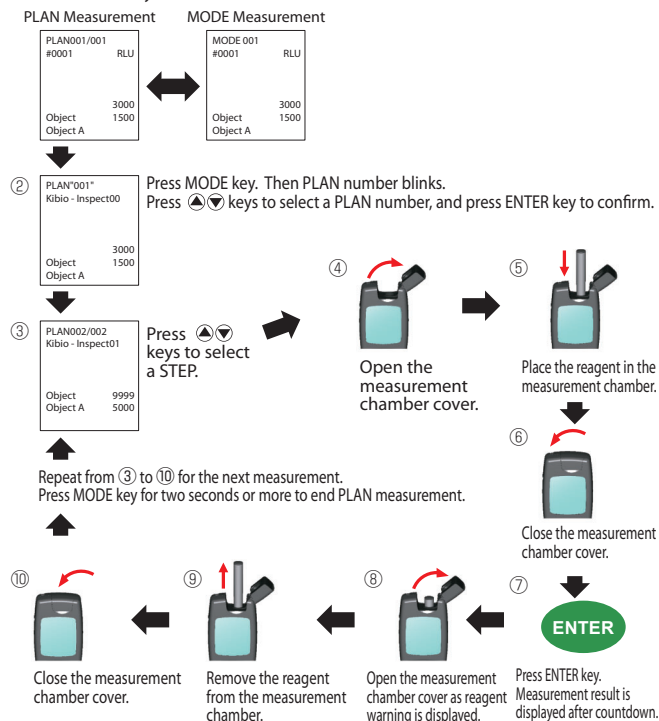 PLAN Measurement MODE Measurement
PLAN001/001
#0001 RLU
3000
Object 1500
Object A
MODE 001
#0001 RLU
3000
Object 1500
Object A
② PLAN"001"
Kibio - Inspect00
3000
Object 1500
Object A
Press MODE key. Then PLAN number blinks.
Press ▲▼ keys to select a PLAN number, and press ENTER key to confirm.
③ PLAN002/002
Kibio - Inspect01
Object 9999
Object A 5000
Press ▲▼
keys to select
a STEP.
④
Open the
measurement
chamber cover.
⑤
Place the reagent in the
measurement chamber.
⑥
Close the measurement
chamber cover.
⑦
ENTER
Press ENTER key.
Measurement result is
displayed after countdown.
⑧
Open the measurement
chamber cover as reagent
warning is displayed.
⑨
Remove the reagent
from the measurement
chamber.
⑩
Close the measurement
chamber cover.
Repeat from ③ to ⑩ for the next measurement.
Press MODE key for two seconds or more to end PLAN measurement.